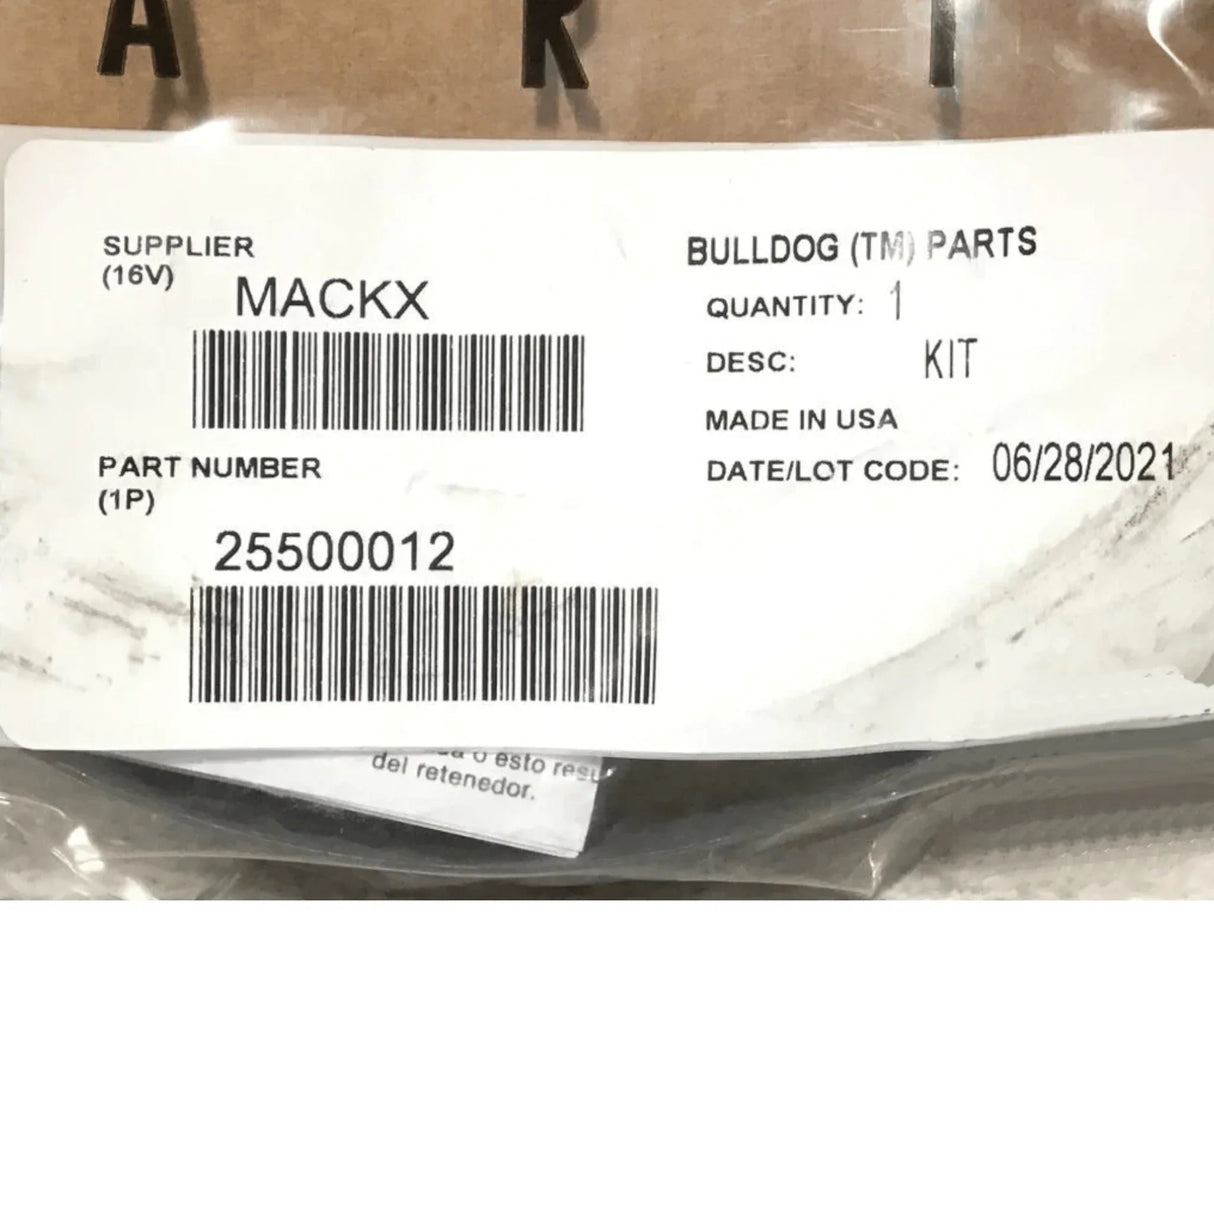 A R
SUPPLIER
(16V)
MACKX
PART NUMBER
(1P)
25500012
BULLDOG (TM) PARTS
QUANTITY: 1
DESC: KIT
MADE IN USA
DATE/LOT CODE: 06/28/2021
o esto
del retenedor.